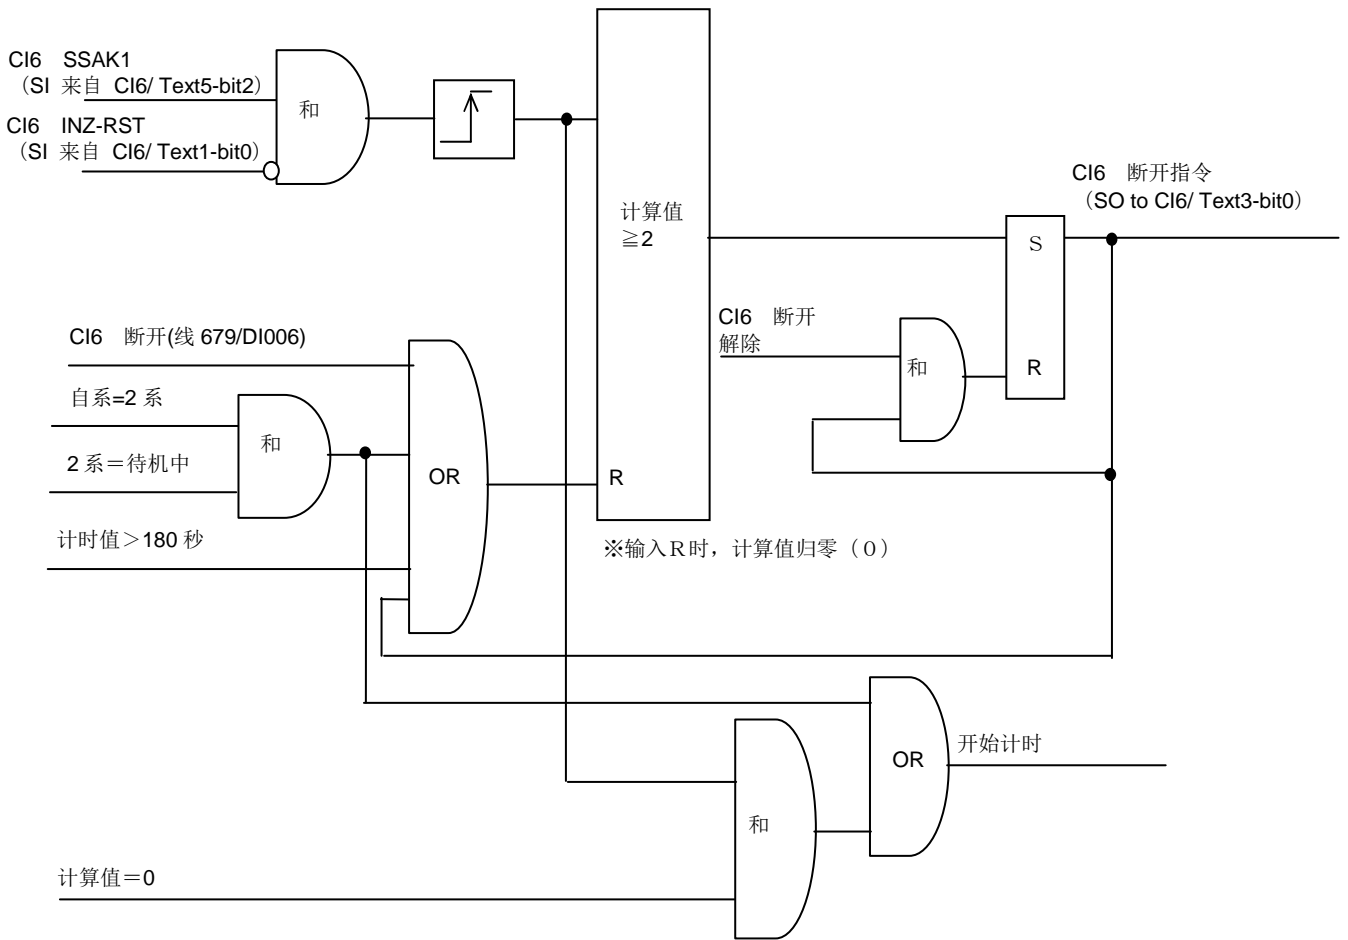 CI6 SSAK1
（SI 来自 CI6/ Text5-bit2）
和
CI6 INZ-RST
（SI 来自 CI6/ Text1-bit0）
计算值
≧2
CI6 断开指令
（SO to CI6/ Text3-bit0）
S
CI6 断开
解除
和
R
CI6 断开(线 679/DI006)
自系=2 系
和
2 系＝待机中
OR
R
计时值＞180 秒
※输入Ｒ时，计算值归零（０）
开始计时
OR
和
计算值＝0